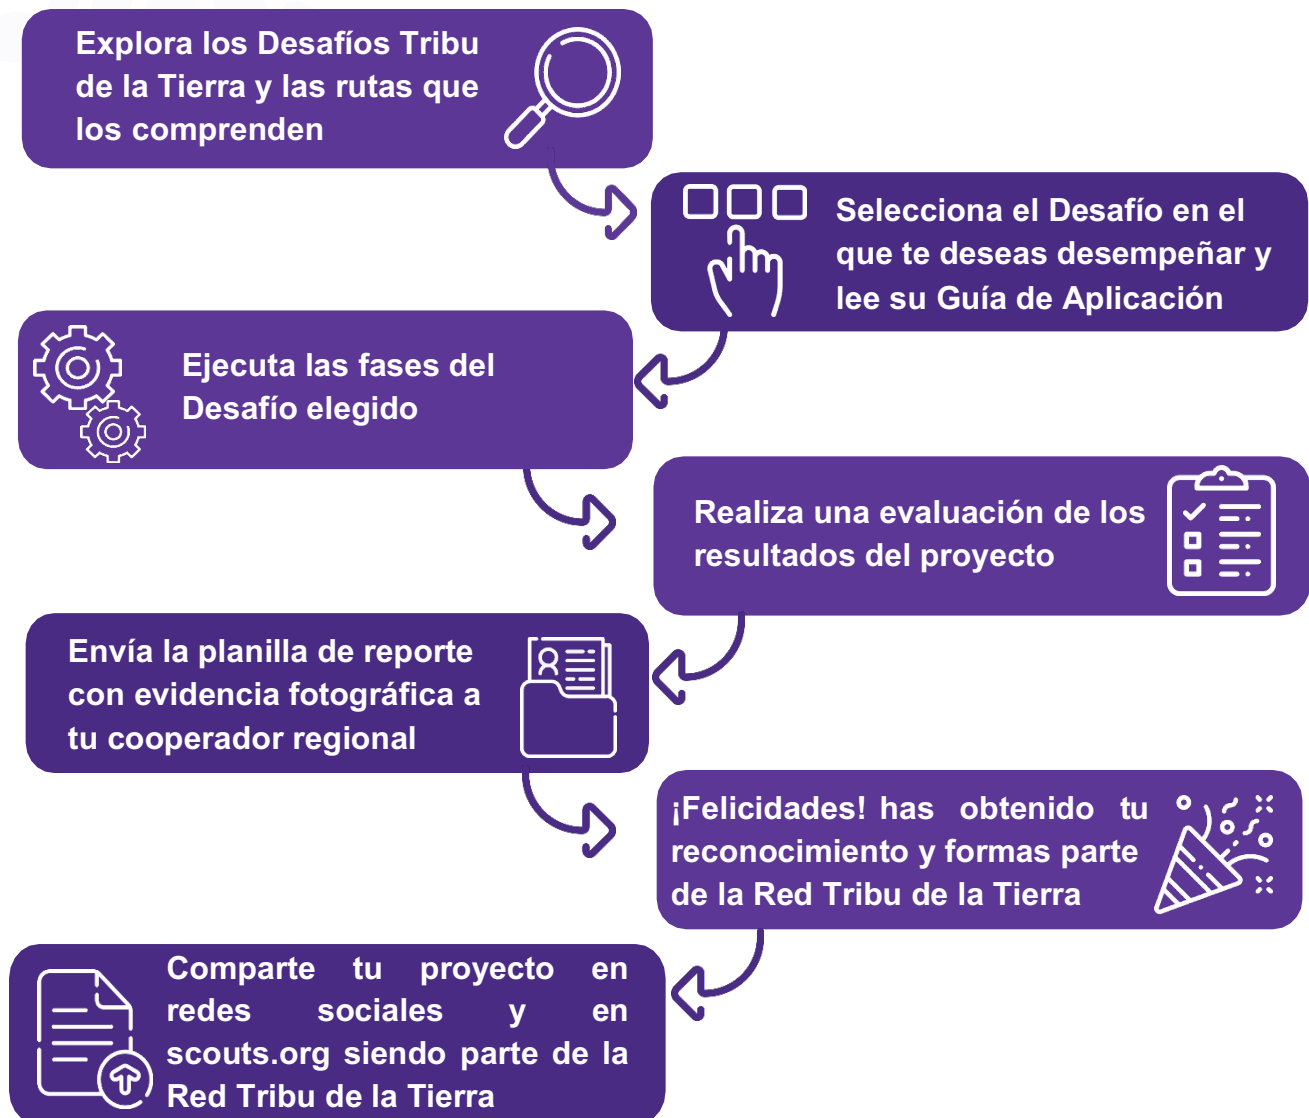 Explora los Desafíos Tribu
de la Tierra y las rutas que
los comprenden
Selecciona el Desafío en el
que te deseas desempeñar y
lee su Guía de Aplicación
Ejecuta las fases del
Desafío elegido
Realiza una evaluación de los
resultados del proyecto
Envía la planilla de reporte
con evidencia fotográfica a
tu cooperador regional
¡Felicidades! has obtenido tu
reconocimiento y formas parte
de la Red Tribu de la Tierra
Comparte tu proyecto en
redes sociales y en
scouts.org siendo parte de la
Red Tribu de la Tierra